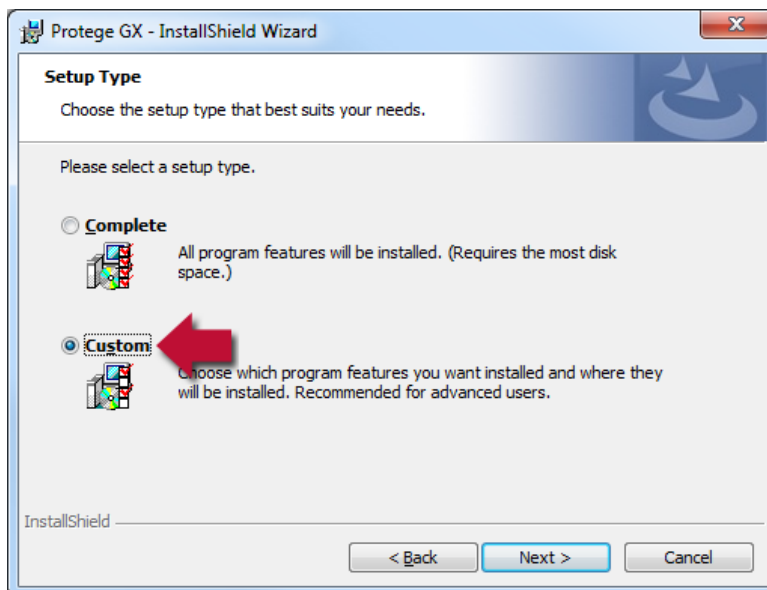 Protege GX - InstallShield Wizard
Setup Type
Choose the setup type that best suits your needs.
Please select a setup type.
Complete
All program features will be installed. (Requires the most disk
space.)
Custom
Choose which program features you want installed and where they
will be installed. Recommended for advanced users.
InstallShield
< Back
Next >
Cancel